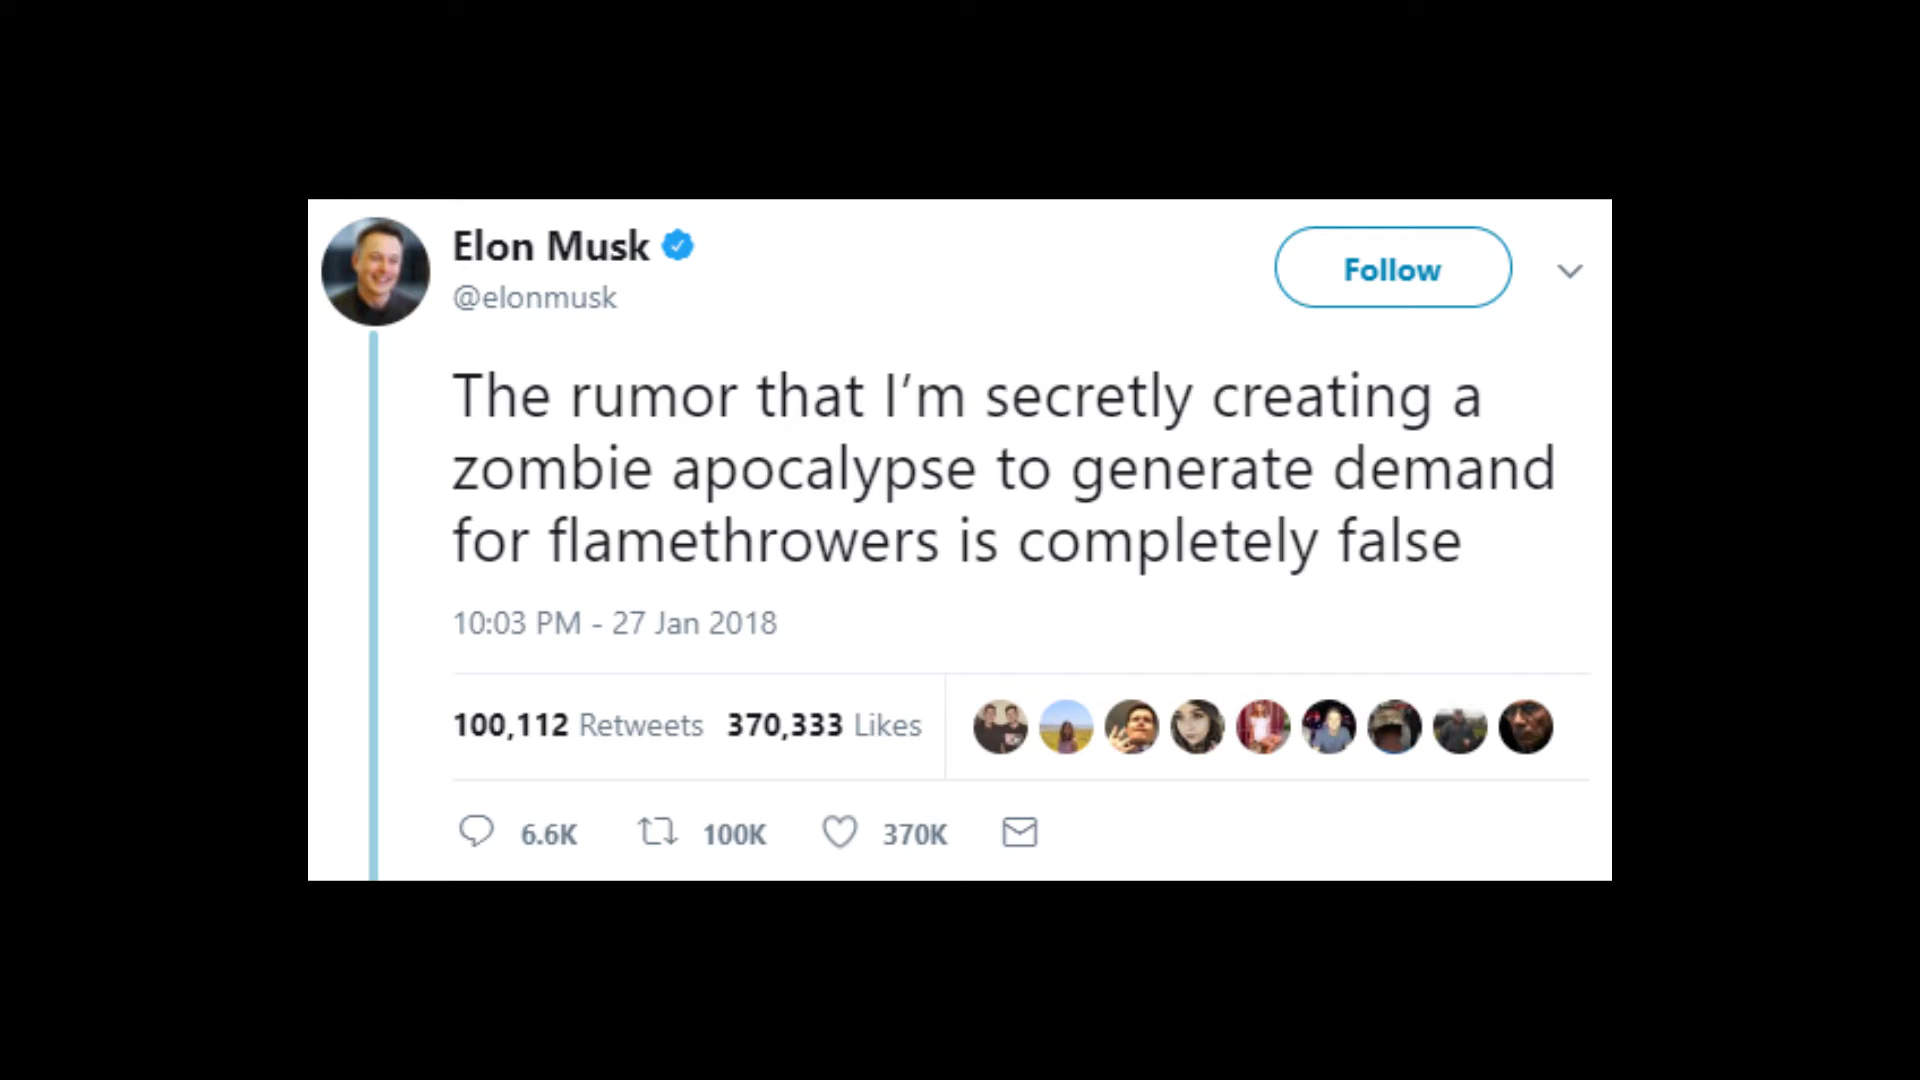 Elon Musk
@elonmusk
Follow
The rumor that I’m secretly creating a
zombie apocalypse to generate demand
for flamethrowers is completely false
10:03 PM - 27 Jan 2018
100,112 Retweets 370,333 Likes
6.6K 100K 370K